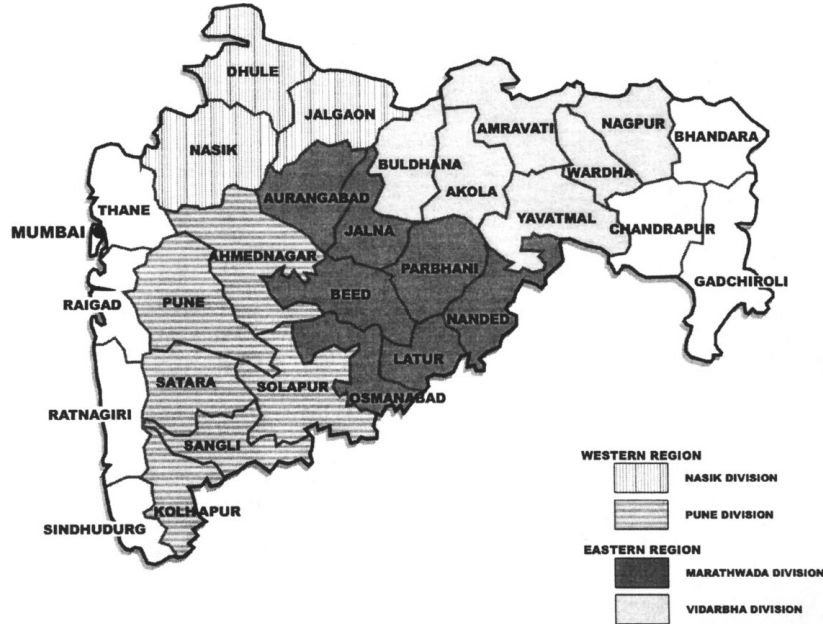 DHULE
JALGAON
NASIK
AMRAVATI
NAGPUR
BHANDARA
BULDHANA
AKOLA
WARDHA
THANE
AURANGABAD
YAVATMAL
MUMBAI
JALNA
CHANDRAPUR
AHMEDNAGAR
PARBHANI
GADCHIROLI
RAIGAD
PUNE
BEED
NANDED
LATUR
SATARA
SOLAPUR
OSMANABAD
RATNAGIRI
SANGLI
KOLHAPUR
SINDHUDURG
WESTERN REGION
NASIK DIVISION
PUNE DIVISION
EASTERN REGION
MARATHWADA DIVISION
VIDARBHA DIVISION